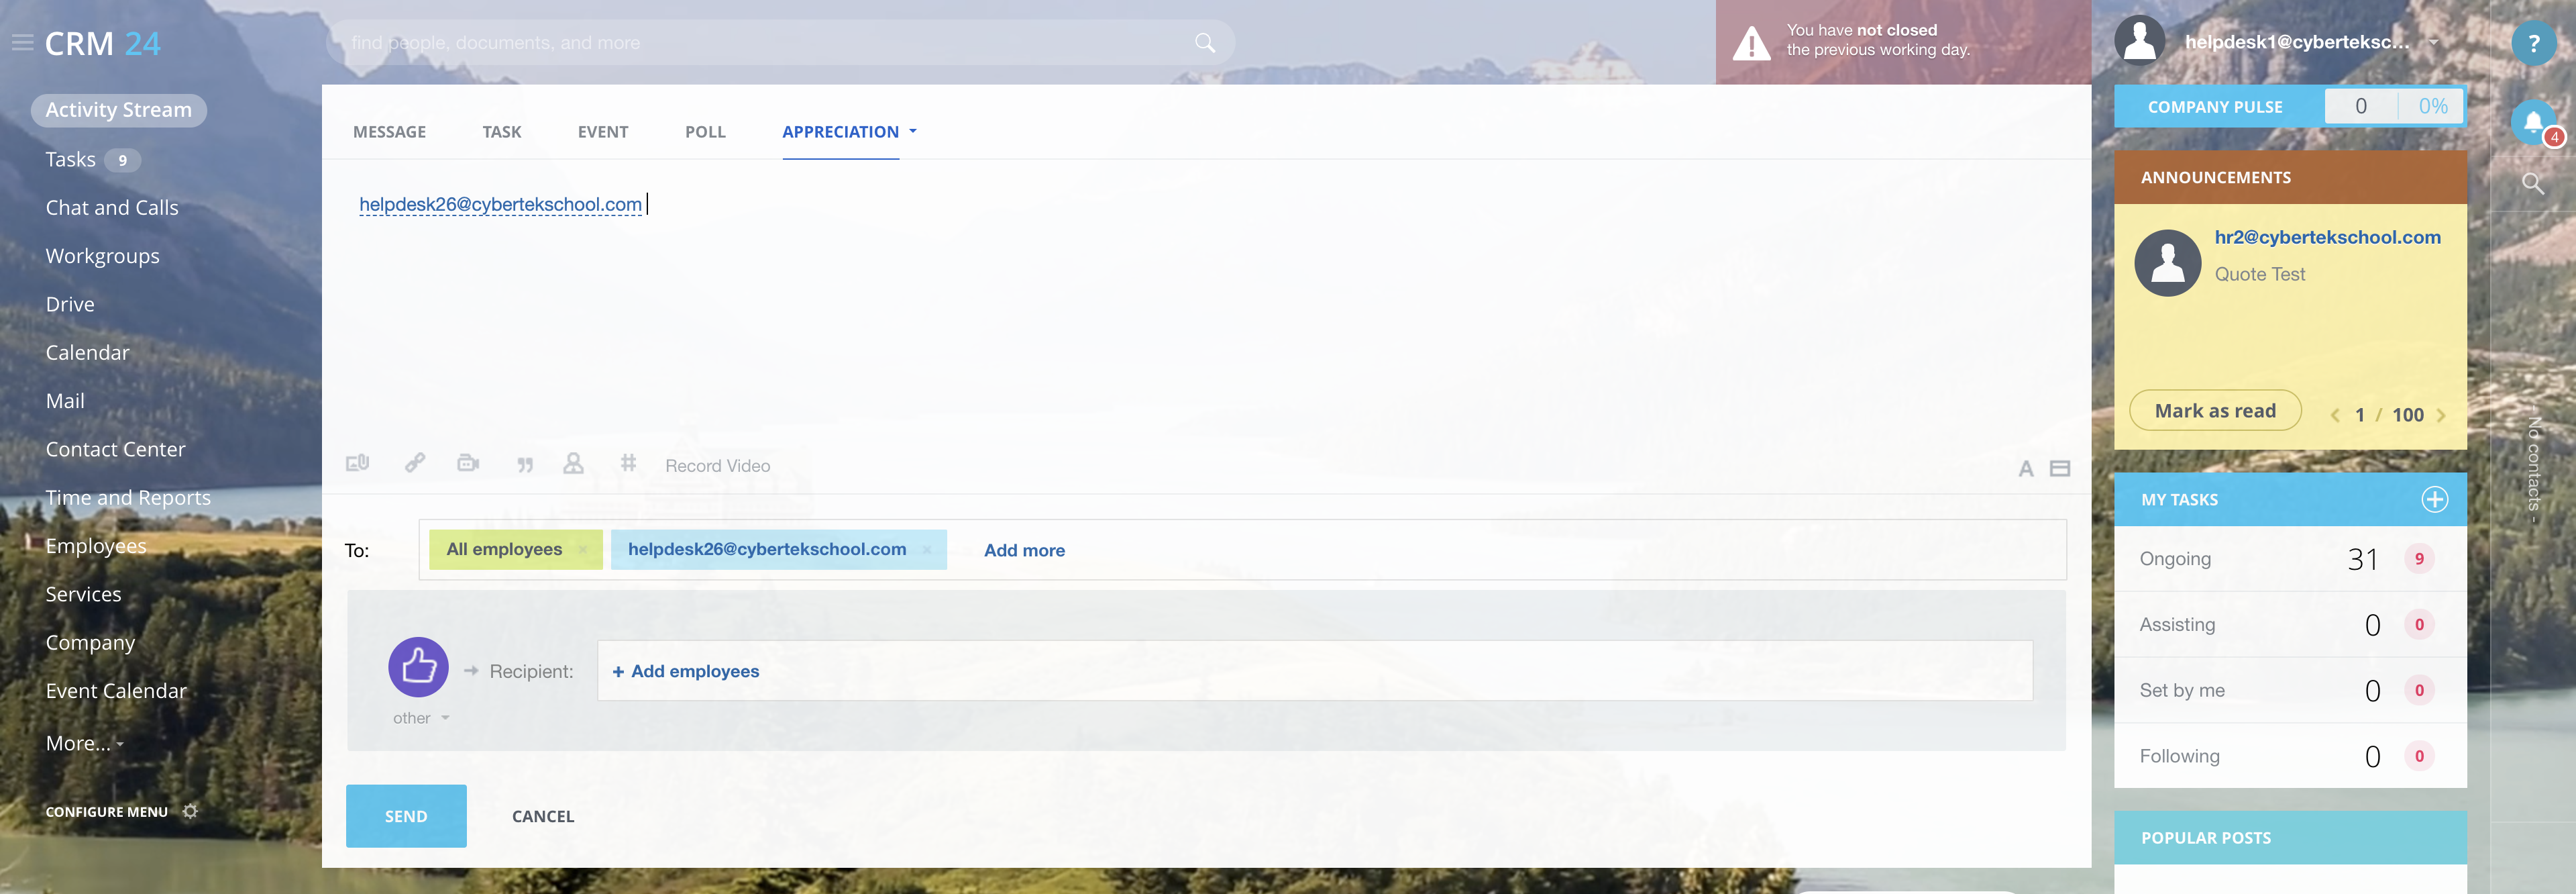 CRM 24
find people, documents, and more
You have not closed
the previous working day.
helpdesk1@cyberteksc...
?
Activity Stream
Tasks 9
Chat and Calls
Workgroups
Drive
Calendar
Mail
Contact Center
Time and Reports
Employees
Services
Company
Event Calendar
More...
CONFIGURE MENU
MESSAGE TASK EVENT POLL APPRECIATION
helpdesk26@cybertekschool.com
Record Video
A
To: All employees × helpdesk26@cybertekschool.com × Add more
Recipient: + Add employees
other
SEND CANCEL
COMPANY PULSE 0 0%
4
ANNOUNCEMENTS
hr2@cybertekschool.com
Quote Test
Mark as read 1 / 100
MY TASKS
Ongoing 31 9
Assisting 0 0
Set by me 0 0
Following 0 0
POPULAR POSTS
No contacts -